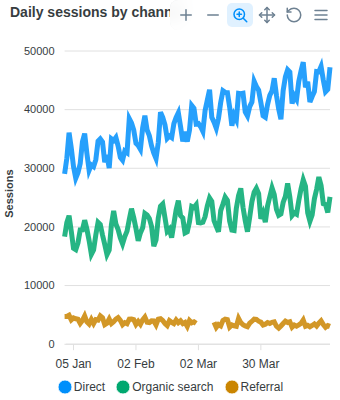 Daily sessions by chann
50000
40000
30000
20000
10000
0
Sessions
05 Jan 02 Feb 02 Mar 30 Mar
Direct Organic search Referral